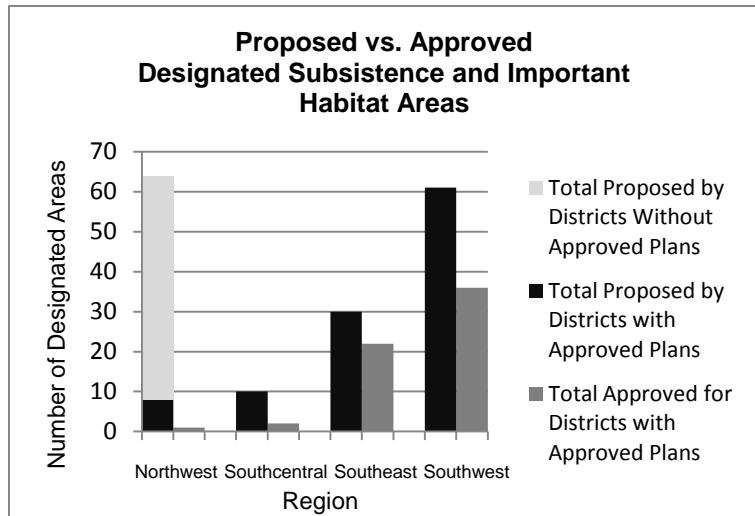 Proposed vs. Approved
Designated Subsistence and Important
Habitat Areas
Number of Designated Areas
70
60
50
40
30
20
10
0
Northwest Southcentral Southeast Southwest
Region
Total Proposed by
Districts Without
Approved Plans
Total Proposed by
Districts with
Approved Plans
Total Approved for
Districts with
Approved Plans